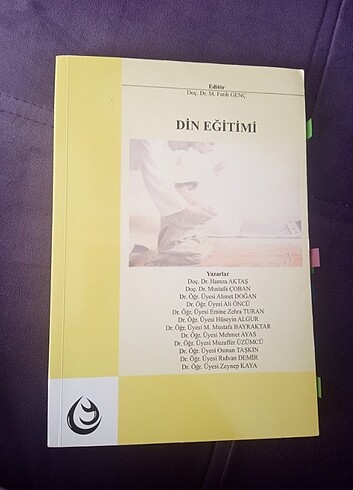 Editör
Doç. Dr. M. Fatih GENÇ
DİN EĞİTİMİ
Yazarlar
Doç. Dr. Hamza AKTAŞ
Doç. Dr. Mustafa ÇOBAN
Dr. Öğr. Üyesi Ahmet DOĞAN
Dr. Öğr. Üyesi Ali ÖNCÜ
Dr. Öğr. Üyesi Emine Zehra TURAN
Dr. Öğr. Üyesi Hüseyin ALGUR
Dr. Öğr. Üyesi M. Mustafa BAYRAKTAR
Dr. Öğr. Üyesi Mehmet AYAS
Dr. Öğr. Üyesi Muzaffer ÜZÜMCÜ
Dr. Öğr. Üyesi Osman TAŞKIN
Dr. Öğr. Üyesi Rıdvan DEMİR
Dr. Öğr. Üyesi Zeynep KAYA